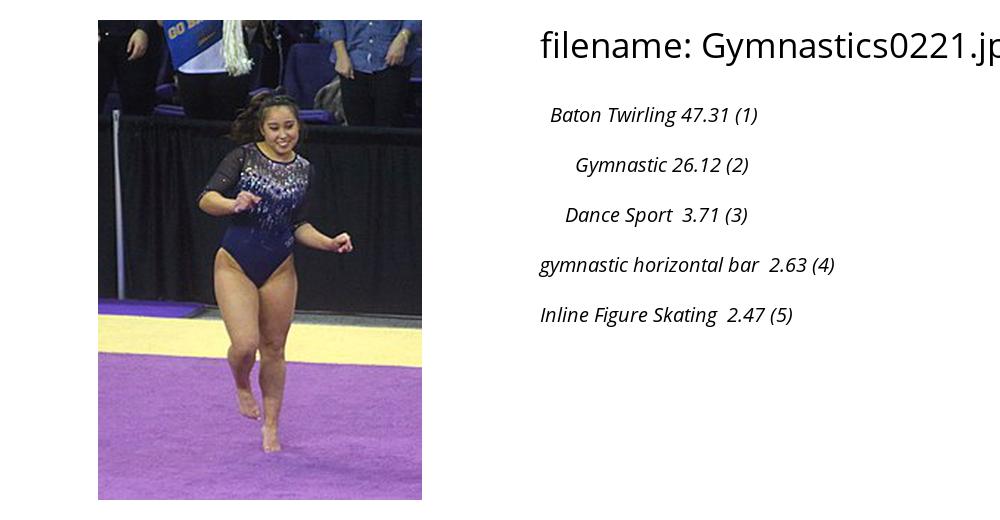 GO B
filename: Gymnastics0221.jp
Baton Twirling 47.31 (1)
Gymnastic 26.12 (2)
Dance Sport 3.71 (3)
gymnastic horizontal bar 2.63 (4)
Inline Figure Skating 2.47 (5)